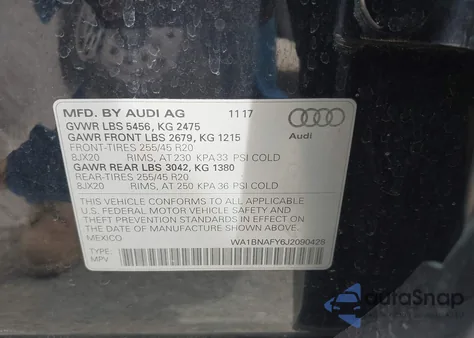 MFD. BY AUDI AG 11 17
GVWR LBS 5456, KG 2475
GAWR FRONT LBS 2679, KG 1215
FRONT-TIRES 255/45 R20
8JX20 RIMS, AT 230 KPA 33 PSI COLD
GAWR REAR LBS 3042, KG 1380
REAR-TIRES 255/45 R20
8JX20 RIMS, AT 250 KPA 36 PSI COLD
Audi
THIS VEHICLE CONFORMS TO ALL APPLICABLE
U.S. FEDERAL MOTOR VEHICLE SAFETY AND
THEFT PREVENTION STANDARDS IN EFFECT ON
THE DATE OF MANUFACTURE SHOWN ABOVE
MEXICO WA1BNAFY6J2090425
TYPE:
MPV
autoSnap